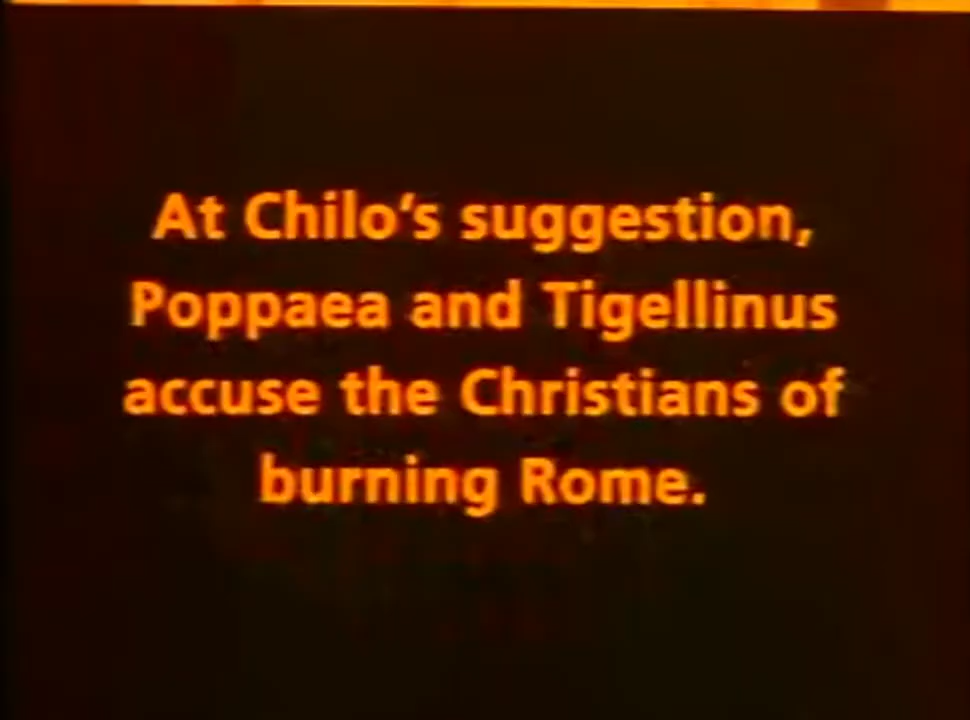 At Chilo's suggestion,
Poppaea and Tigellinus
accuse the Christians of
burning Rome.